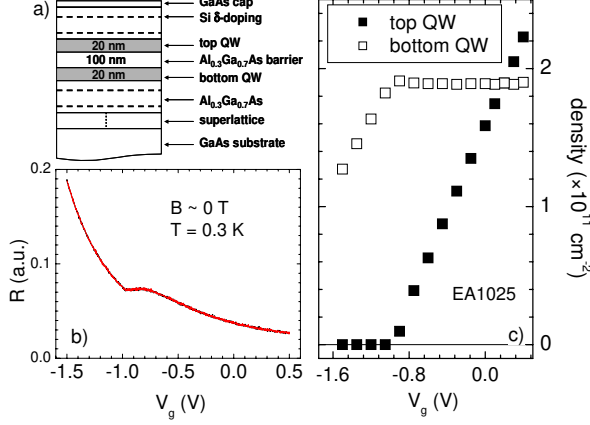 a)
GaAs cap
Si δ-doping
20 nm
top QW
100 nm
Al0.3Ga0.7As barrier
20 nm
bottom QW
Al0.3Ga0.7As
superlattice
GaAs substrate
0.2
0.1
0.0
R (a.u.)
B ~ 0 T
T = 0.3 K
b)
-1.5 -1.0 -0.5 0.0 0.5
Vg (V)
top QW
bottom QW
2
1
0
density (×10^11 cm^-2)
EA1025
c)
-1.6 -0.8 0.0
Vg (V)